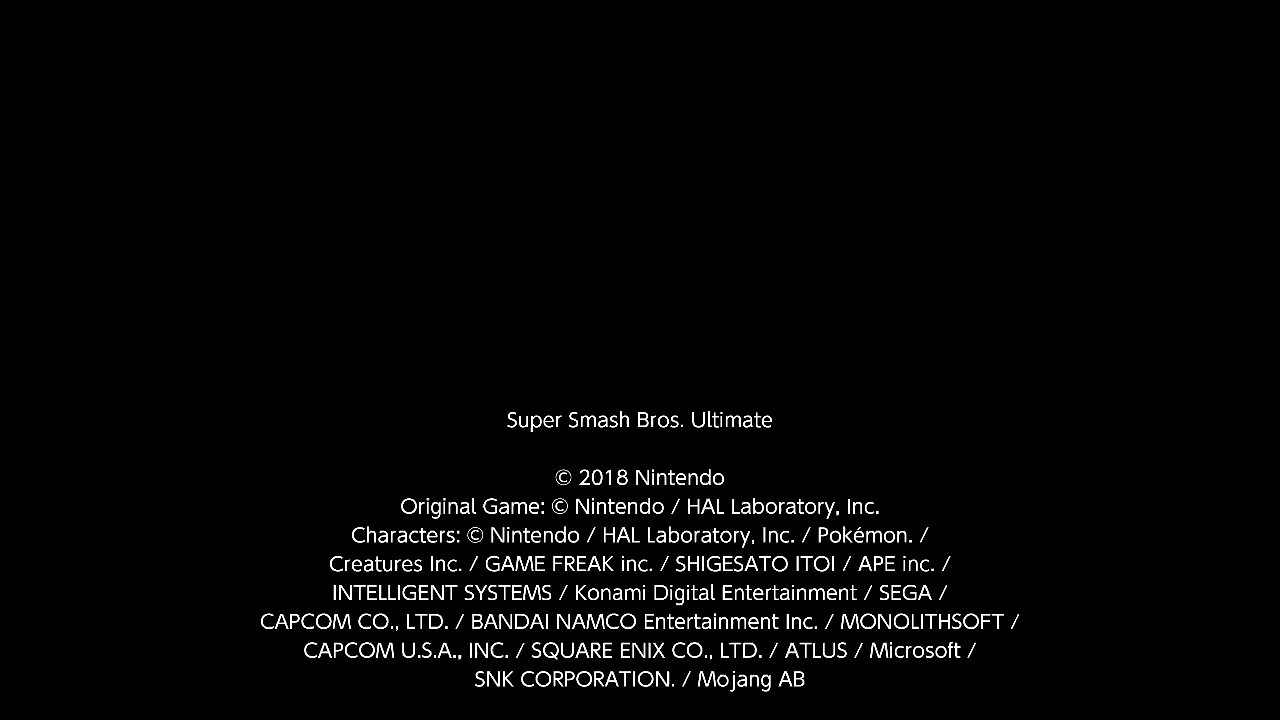 Super Smash Bros. Ultimate
© 2018 Nintendo
Original Game: © Nintendo / HAL Laboratory, Inc.
Characters: © Nintendo / HAL Laboratory, Inc. / Pokémon. /
Creatures Inc. / GAME FREAK inc. / SHIGESATO ITOI / APE inc. /
INTELLIGENT SYSTEMS / Konami Digital Entertainment / SEGA /
CAPCOM CO., LTD. / BANDAI NAMCO Entertainment Inc. / MONOLITHSOFT /
CAPCOM U.S.A., INC. / SQUARE ENIX CO., LTD. / ATLUS / Microsoft /
SNK CORPORATION. / Mojang AB